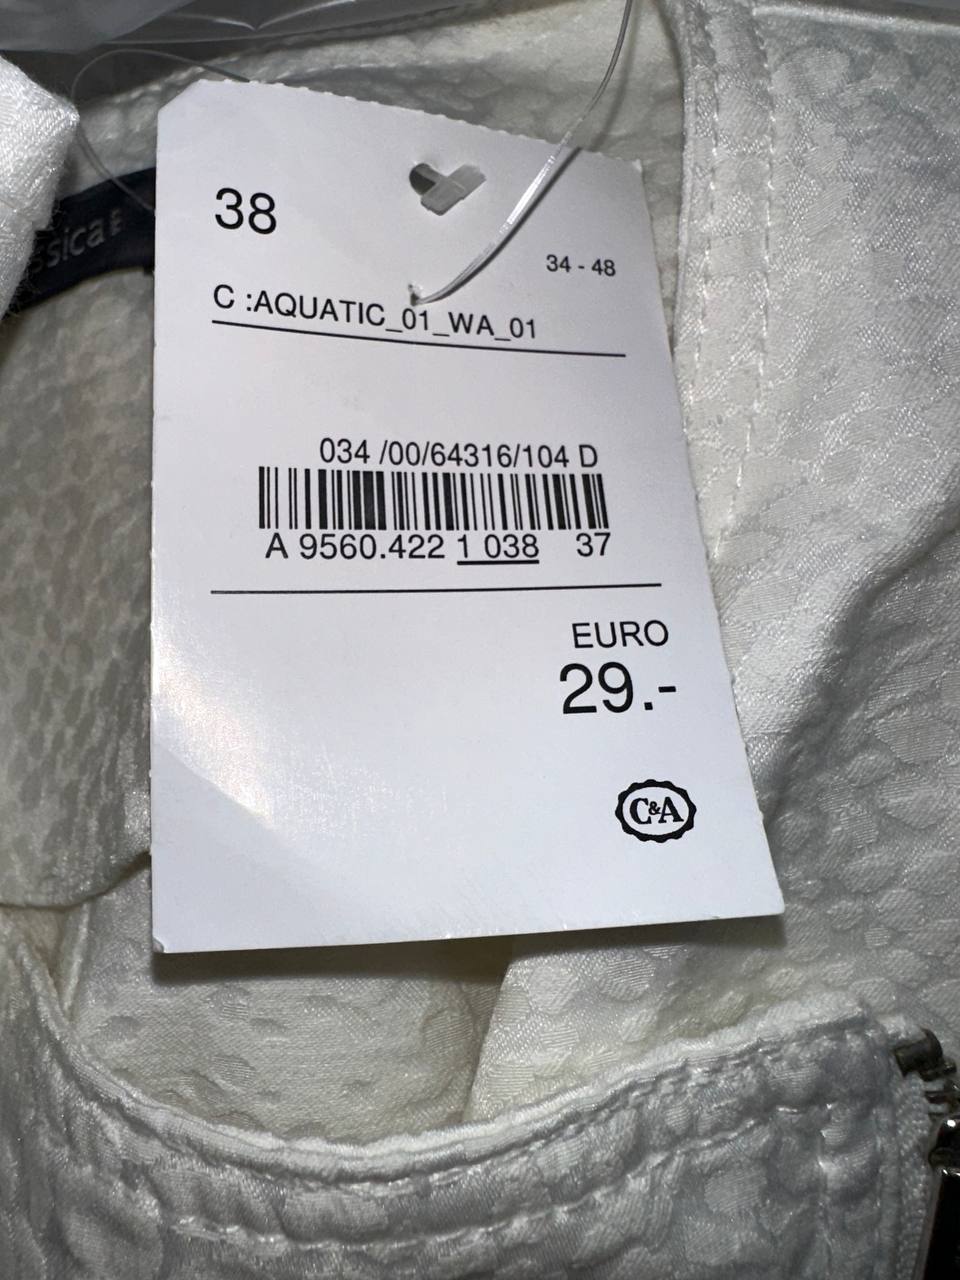 38
34 - 48
C :AQUATIC_01_WA_01
034 /00/64316/104 D
A 9560.422 1 038 37
EURO
29.-
C&A